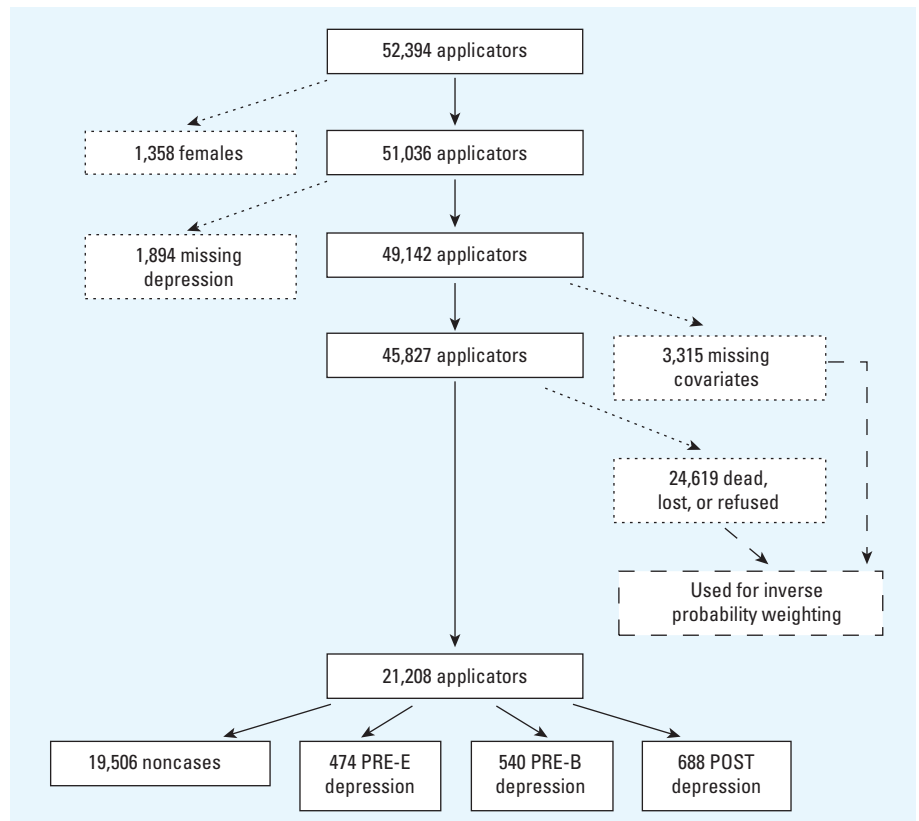 52,394 applicators
1,358 females
51,036 applicators
1,894 missing
depression
49,142 applicators
45,827 applicators
3,315 missing
covariates
24,619 dead,
lost, or refused
Used for inverse
probability weighting
21,208 applicators
19,506 noncases
474 PRE-E
depression
540 PRE-B
depression
688 POST
depression